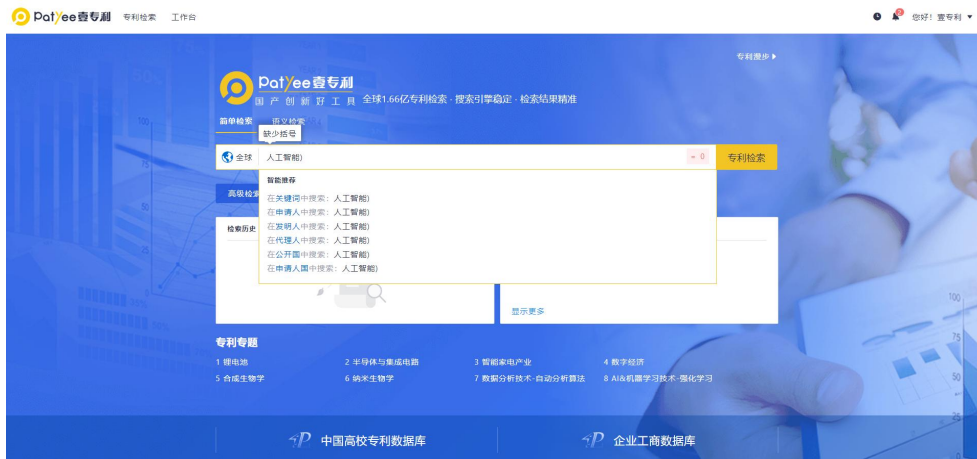 Patyee壹专利 专利检索 工作台 2 您好！壹专利
专利漫步
Patyee壹专利
国产创新好工具 全球1.66亿专利检索 · 搜索引擎稳定 · 检索结果精准
简单检索 语义检索
缺少括号
全球 人工智能) 0 专利检索
智能推荐
高级检索
在关键词中搜索：人工智能)
在申请人中搜索：人工智能)
在发明人中搜索：人工智能)
在代理人中搜索：人工智能)
在公开国中搜索：人工智能)
在申请人国中搜索：人工智能)
检索历史
显示更多
专利专题
1 锂电池 2 半导体与集成电路 3 智能家电产业 4 数字经济
5 合成生物学 6 纳米生物学 7 数据分析技术-自动分析算法 8 AI&机器学习技术-强化学习
中国高校专利数据库 企业工商数据库